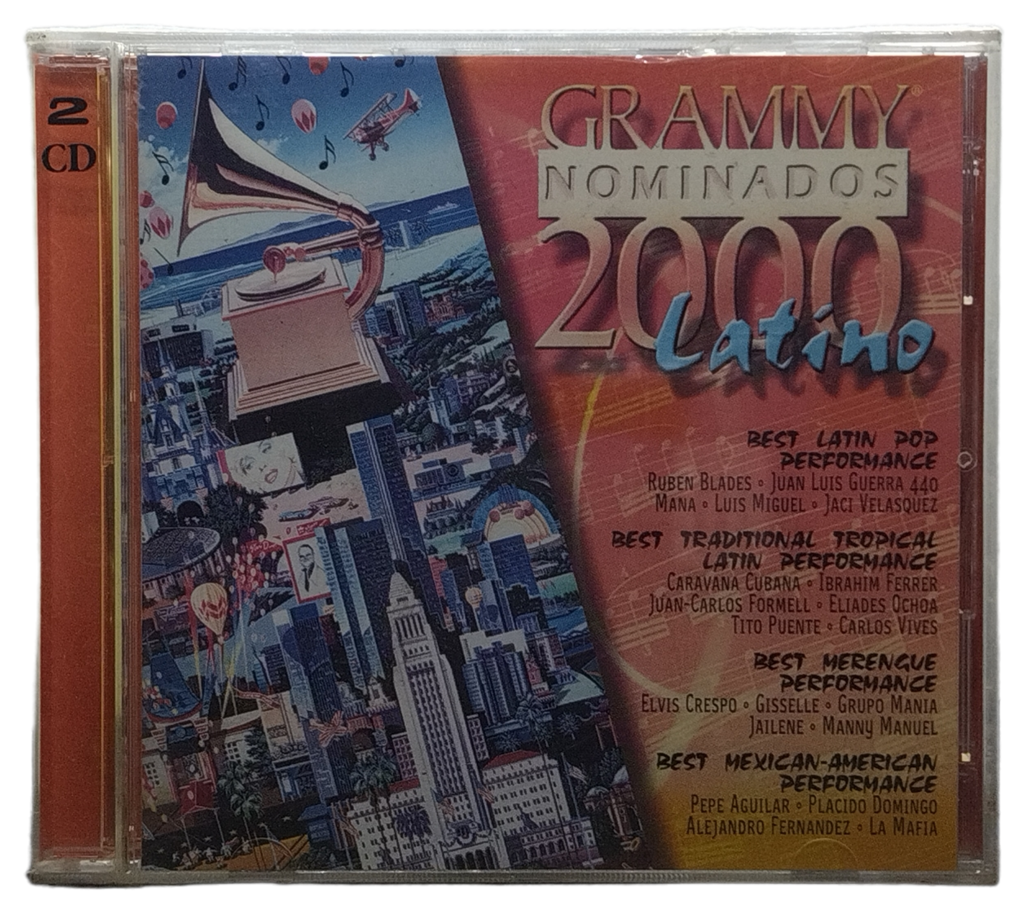 2
CD
GRAMMY®
NOMINADOS
2000
Latino
BEST LATIN POP
PERFORMANCE
RUBEN BLADES • JUAN LUIS GUERRA 440
MANA • LUIS MIGUEL • JACI VELASQUEZ
BEST TRADITIONAL TROPICAL
LATIN PERFORMANCE
CARAVANA CUBANA • IBRAHIM FERRER
JUAN-CARLOS FORMELL • ELIADES OCHOA
TITO PUENTE • CARLOS VIVES
BEST MERENGUE
PERFORMANCE
ELVIS CRESPO • GISSELLE • GRUPO MANIA
JAILENE • MANNY MANUEL
BEST MEXICAN-AMERICAN
PERFORMANCE
PEPE AGUILAR • PLACIDO DOMINGO
ALEJANDRO FERNANDEZ • LA MAFIA